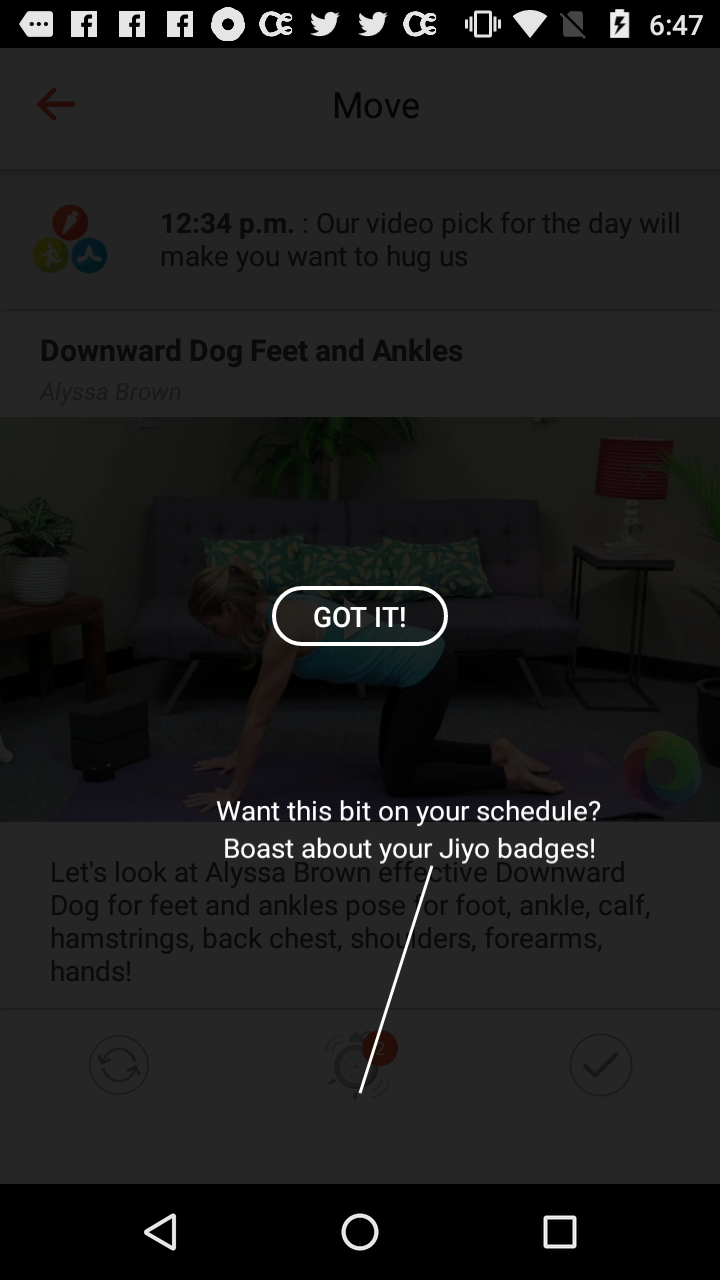 6:47
Move
12:34 p.m. : Our video pick for the day will
make you want to hug us
Downward Dog Feet and Ankles
Alyssa Brown
GOT IT!
Want this bit on your schedule?
Boast about your Jiyo badges!
Let's look at Alyssa Brown effective Downward
Dog for feet and ankles pose for foot, ankle, calf,
hamstrings, back chest, shoulders, forearms,
hands!
2